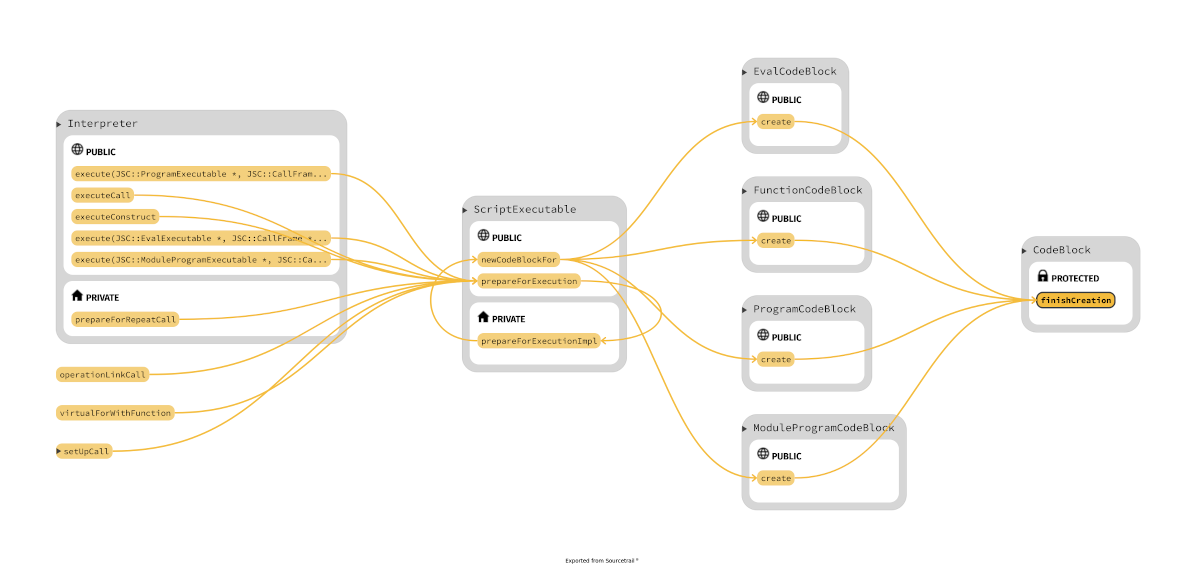 Interpreter
PUBLIC
execute(JSC::ProgramExecutable *, JSC::CallFram...
executeCall
executeConstruct
execute(JSC::EvalExecutable *, JSC::CallFrame *...
execute(JSC::ModuleProgramExecutable *, JSC::Ca...
PRIVATE
prepareForRepeatCall
operationLinkCall
virtualForWithFunction
setUpCall
ScriptExecutable
PUBLIC
newCodeBlockFor
prepareForExecution
PRIVATE
prepareForExecutionImpl
EvalCodeBlock
PUBLIC
create
FunctionCodeBlock
PUBLIC
create
ProgramCodeBlock
PUBLIC
create
ModuleProgramCodeBlock
PUBLIC
create
CodeBlock
PROTECTED
finishCreation
Exported from Sourcetrail ®